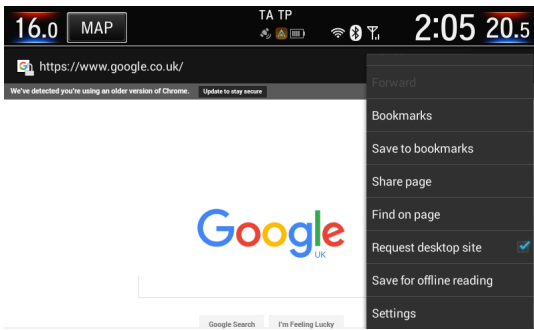 16.0 MAP TA TP 2:05 20.5
https://www.google.co.uk/
We've detected you're using an older version of Chrome. Update to stay secure
Forward
Bookmarks
Save to bookmarks
Share page
Find on page
Google
UK
Request desktop site
Save for offline reading
Settings
Google Search I'm Feeling Lucky